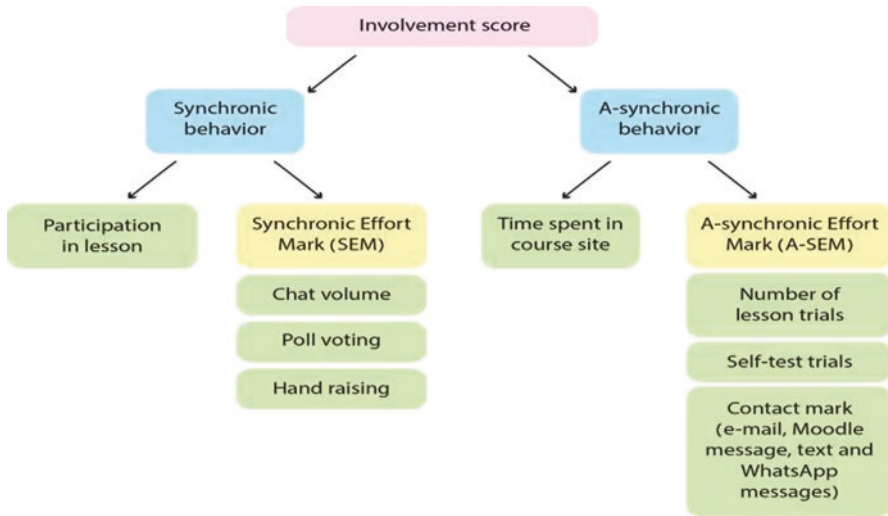 Involvement score
Synchronic
behavior
A-synchronic
behavior
Participation
in lesson
Synchronic Effort
Mark (SEM)
Time spent in
course site
A-synchronic Effort
Mark (A-SEM)
Chat volume
Poll voting
Hand raising
Number of
lesson trials
Self-test trials
Contact mark
(e-mail, Moodle
message, text and
WhatsApp
messages)